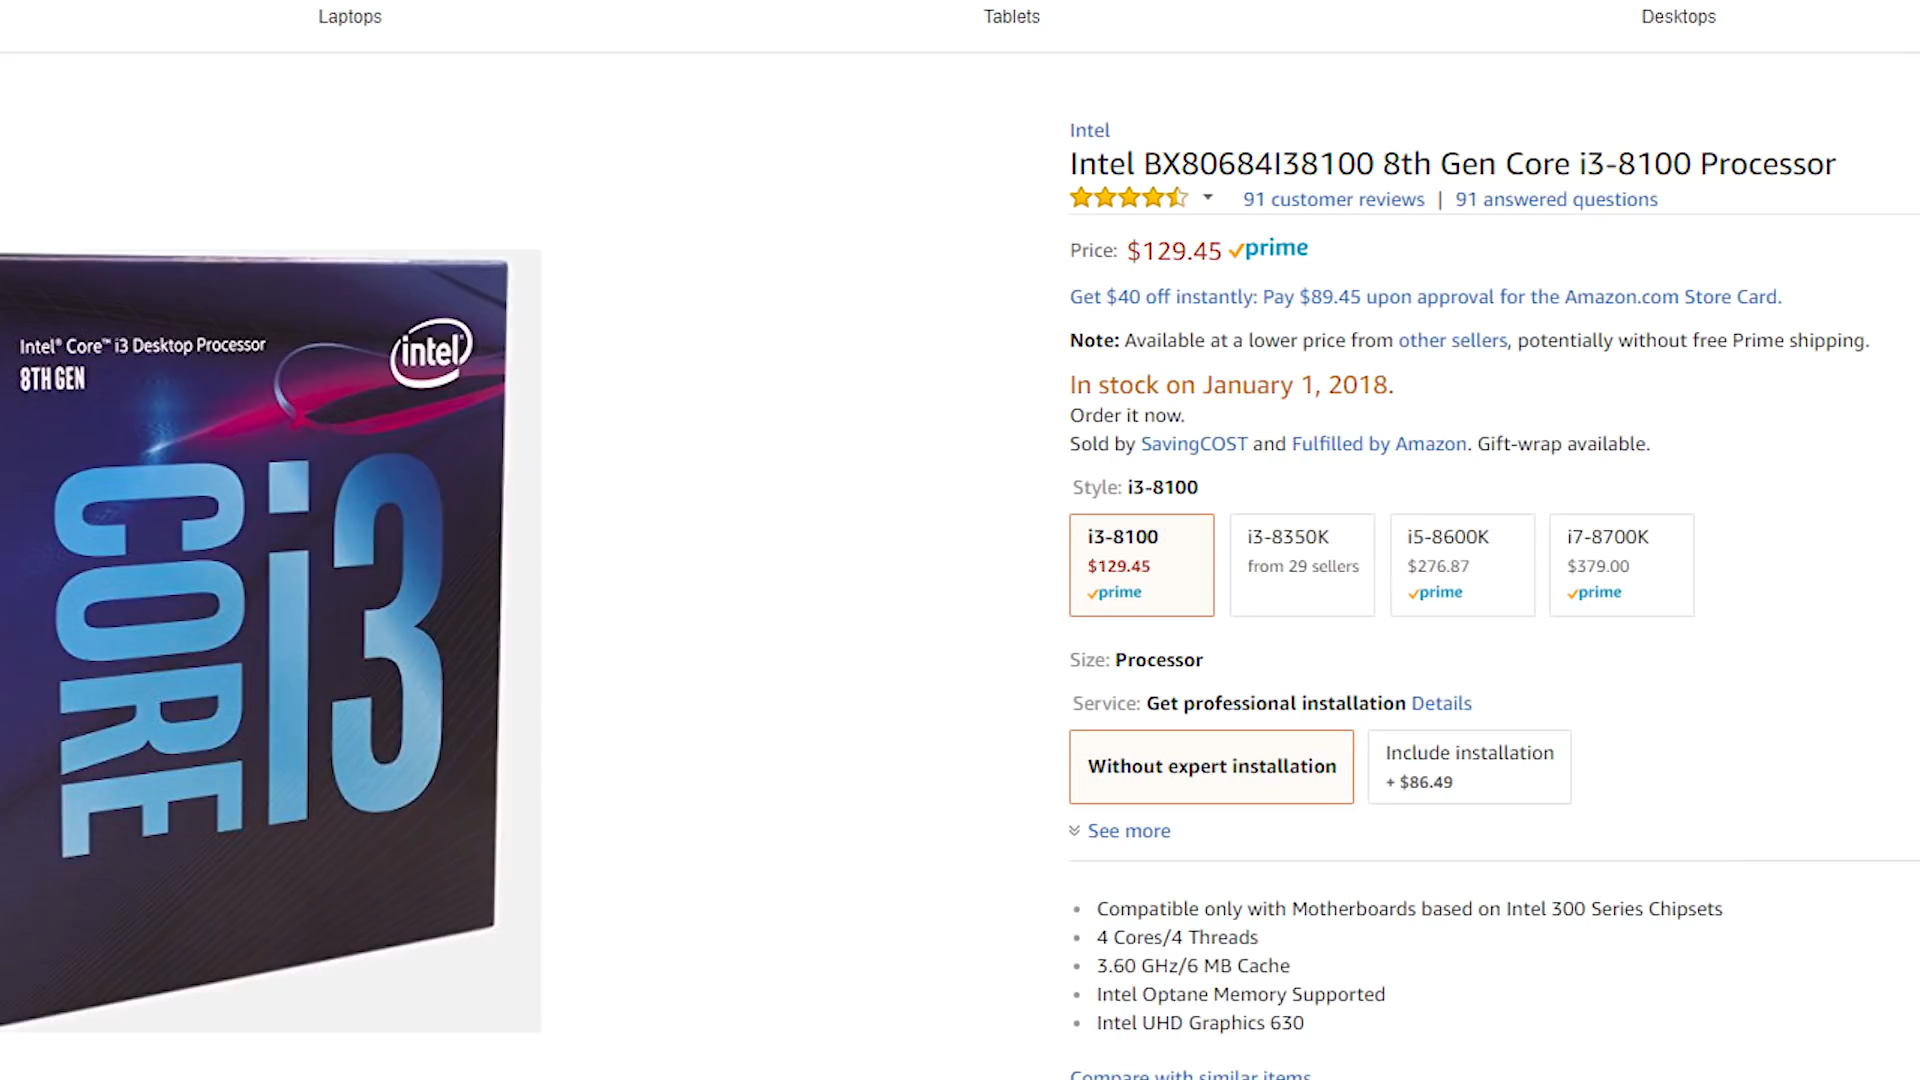 Laptops
Tablets
Desktops
Intel
Intel BX80684I38100 8th Gen Core i3-8100 Processor
91 customer reviews | 91 answered questions
Price: $129.45 prime
Get $40 off instantly: Pay $89.45 upon approval for the Amazon.com Store Card.
Note: Available at a lower price from other sellers, potentially without free Prime shipping.
In stock on January 1, 2018.
Order it now.
Sold by SavingCOST and Fulfilled by Amazon. Gift-wrap available.
Style: i3-8100
i3-8100
$129.45
prime
i3-8350K
from 29 sellers
i5-8600K
$276.87
prime
i7-8700K
$379.00
prime
Size: Processor
Service: Get professional installation Details
Without expert installation
Include installation
+ $86.49
See more
• Compatible only with Motherboards based on Intel 300 Series Chipsets
• 4 Cores/4 Threads
• 3.60 GHz/6 MB Cache
• Intel Optane Memory Supported
• Intel UHD Graphics 630
Compare with similar items
Intel® Core™ i3 Desktop Processor
8TH GEN
intel
CORE
i3